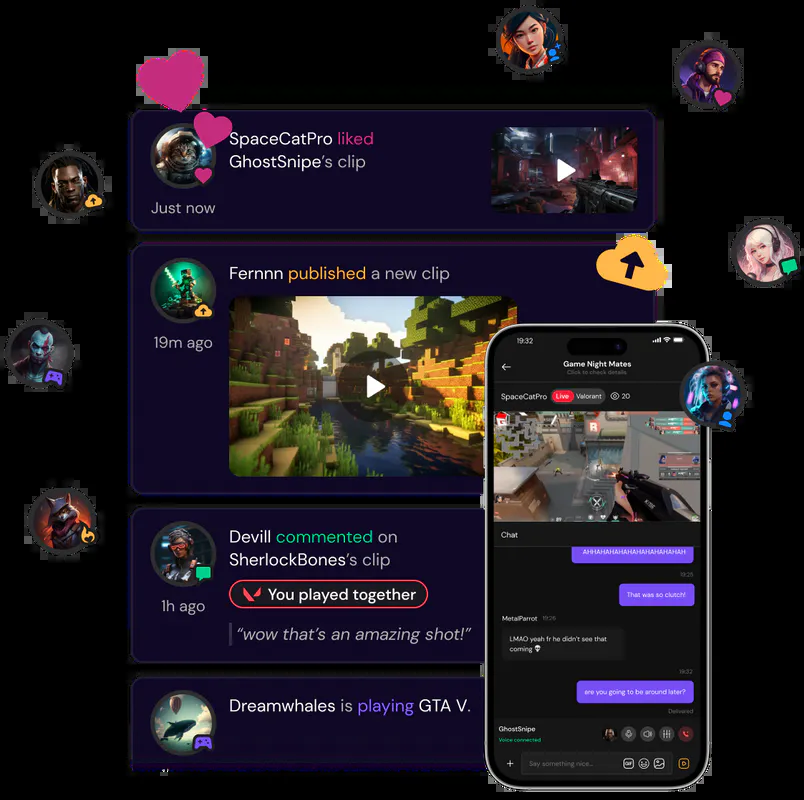 SpaceCatPro liked
GhostSnipe's clip
Just now
Fernnn published a new clip
19m ago
Devill commented on
SherlockBones's clip
You played together
1h ago
“wow that's an amazing shot!”
Dreamwhales is playing GTA V.
19:32
Game Night Mates
Click to check details
SpaceCatPro Live Valorant 20
Chat
AHHAHAHAHAHAHAHAHAHAH
19:25
That was so clutch!
MetalParrot 19:26
LMAO yeah fr he didn't see that
coming
19:32
are you going to be around later?
Delivered
GhostSnipe
Voice connected
Say something nice...
GIF